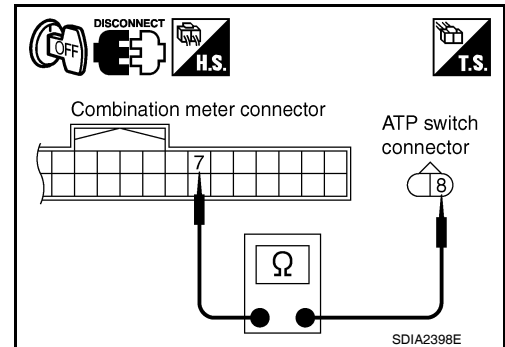 OFF
DISCONNECT
H.S.
T.S.
Combination meter connector
ATP switch
connector
7
8
Ω
SDIA2398E